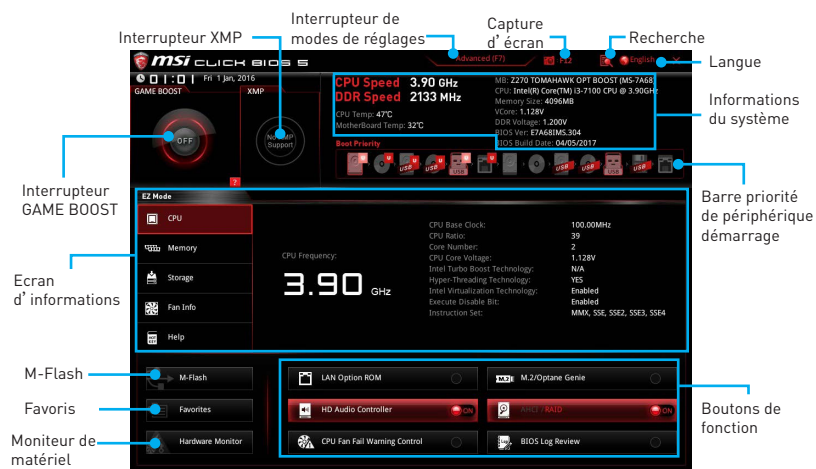 Interrupteur de
modes de réglages
Capture
d'écran
Interrupteur XMP
Recherche
msi CLICK BIOS 5
Advanced (F7)
F12
English
X
Langue
01:01 Fri 1 Jan, 2016
GAME BOOST
XMP
OFF
CPU Speed 3.90 GHz
DDR Speed 2133 MHz
CPU Temp: 47°C
MotherBoard Temp: 32°C
MB: Z270 TOMAHAWK OPT BOOST (MS-7A68)
CPU: Intel(R) Core(TM) i3-7100 CPU @ 3.90GHz
Memory Size: 4096MB
VCore: 1.128V
DDR Voltage: 1.200V
BIOS Ver: E7A68IMS.304
BIOS Build Date: 04/05/2017
Boot Priority
U U U U U U
USB USB USB USB USB USB
Informations
du système
Interrupteur
GAME BOOST
?
Barre priorité
de périphérique
démarrage
EZ Mode
CPU
Memory
Storage
Fan Info
Help
CPU Frequency:
3.90 GHz
CPU Base Clock: 100.00MHz
CPU Ratio: 39
Core Number: 2
CPU Core Voltage: 1.128V
Intel Turbo Boost Technology: N/A
Hyper-Threading Technology: YES
Intel Virtualization Technology: Enabled
Execute Disable Bit: Enabled
Instruction Set: MMX, SSE, SSE2, SSE3, SSE4
Ecran
d'informations
M-Flash
M-Flash
Favoris
Favorites
Moniteur de
matériel
Hardware Monitor
LAN Option ROM
M.2 M.2/Optane Genie
HD Audio Controller ON
AHCI / RAID ON
CPU Fan Fail Warning Control
BIOS Log Review
Boutons de
fonction